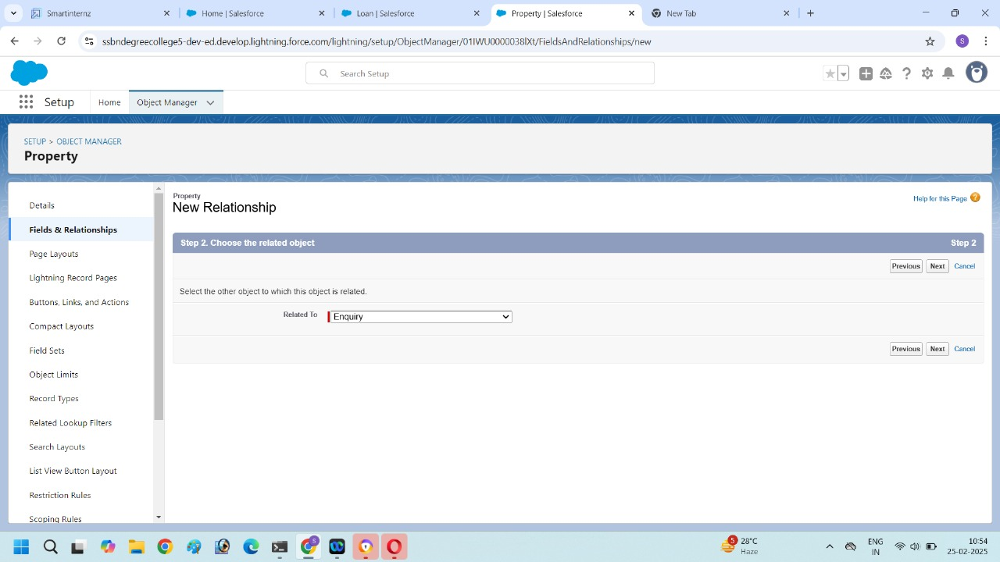 Smartinternz
Home | Salesforce
Loan | Salesforce
Property | Salesforce
New Tab
ssbndegreecollege5-dev-ed.develop.lightning.force.com/lightning/setup/ObjectManager/01IWU0000038lXt/FieldsAndRelationships/new
S
Search Setup
Setup
Home
Object Manager
SETUP > OBJECT MANAGER
Property
Details
Fields & Relationships
Page Layouts
Lightning Record Pages
Buttons, Links, and Actions
Compact Layouts
Field Sets
Object Limits
Record Types
Related Lookup Filters
Search Layouts
List View Button Layout
Restriction Rules
Scoping Rules
Property
New Relationship
Help for this Page
Step 2. Choose the related object
Step 2
Previous Next Cancel
Select the other object to which this object is related.
Related To
Enquiry
Previous Next Cancel
5
28°C
Haze
ENG
IN
10:54
25-02-2025